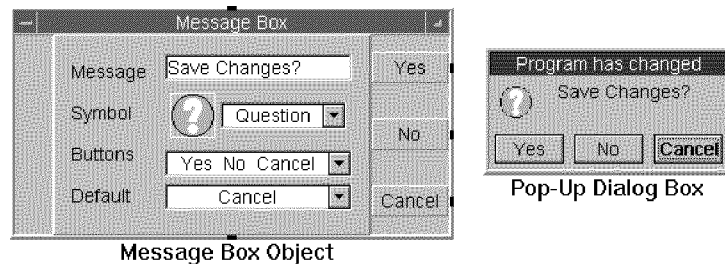 Message Box
Message Save Changes?
Symbol ? Question
Buttons Yes No Cancel
Default Cancel
Yes
No
Cancel
Message Box Object
Program has changed
? Save Changes?
Yes No Cancel
Pop-Up Dialog Box